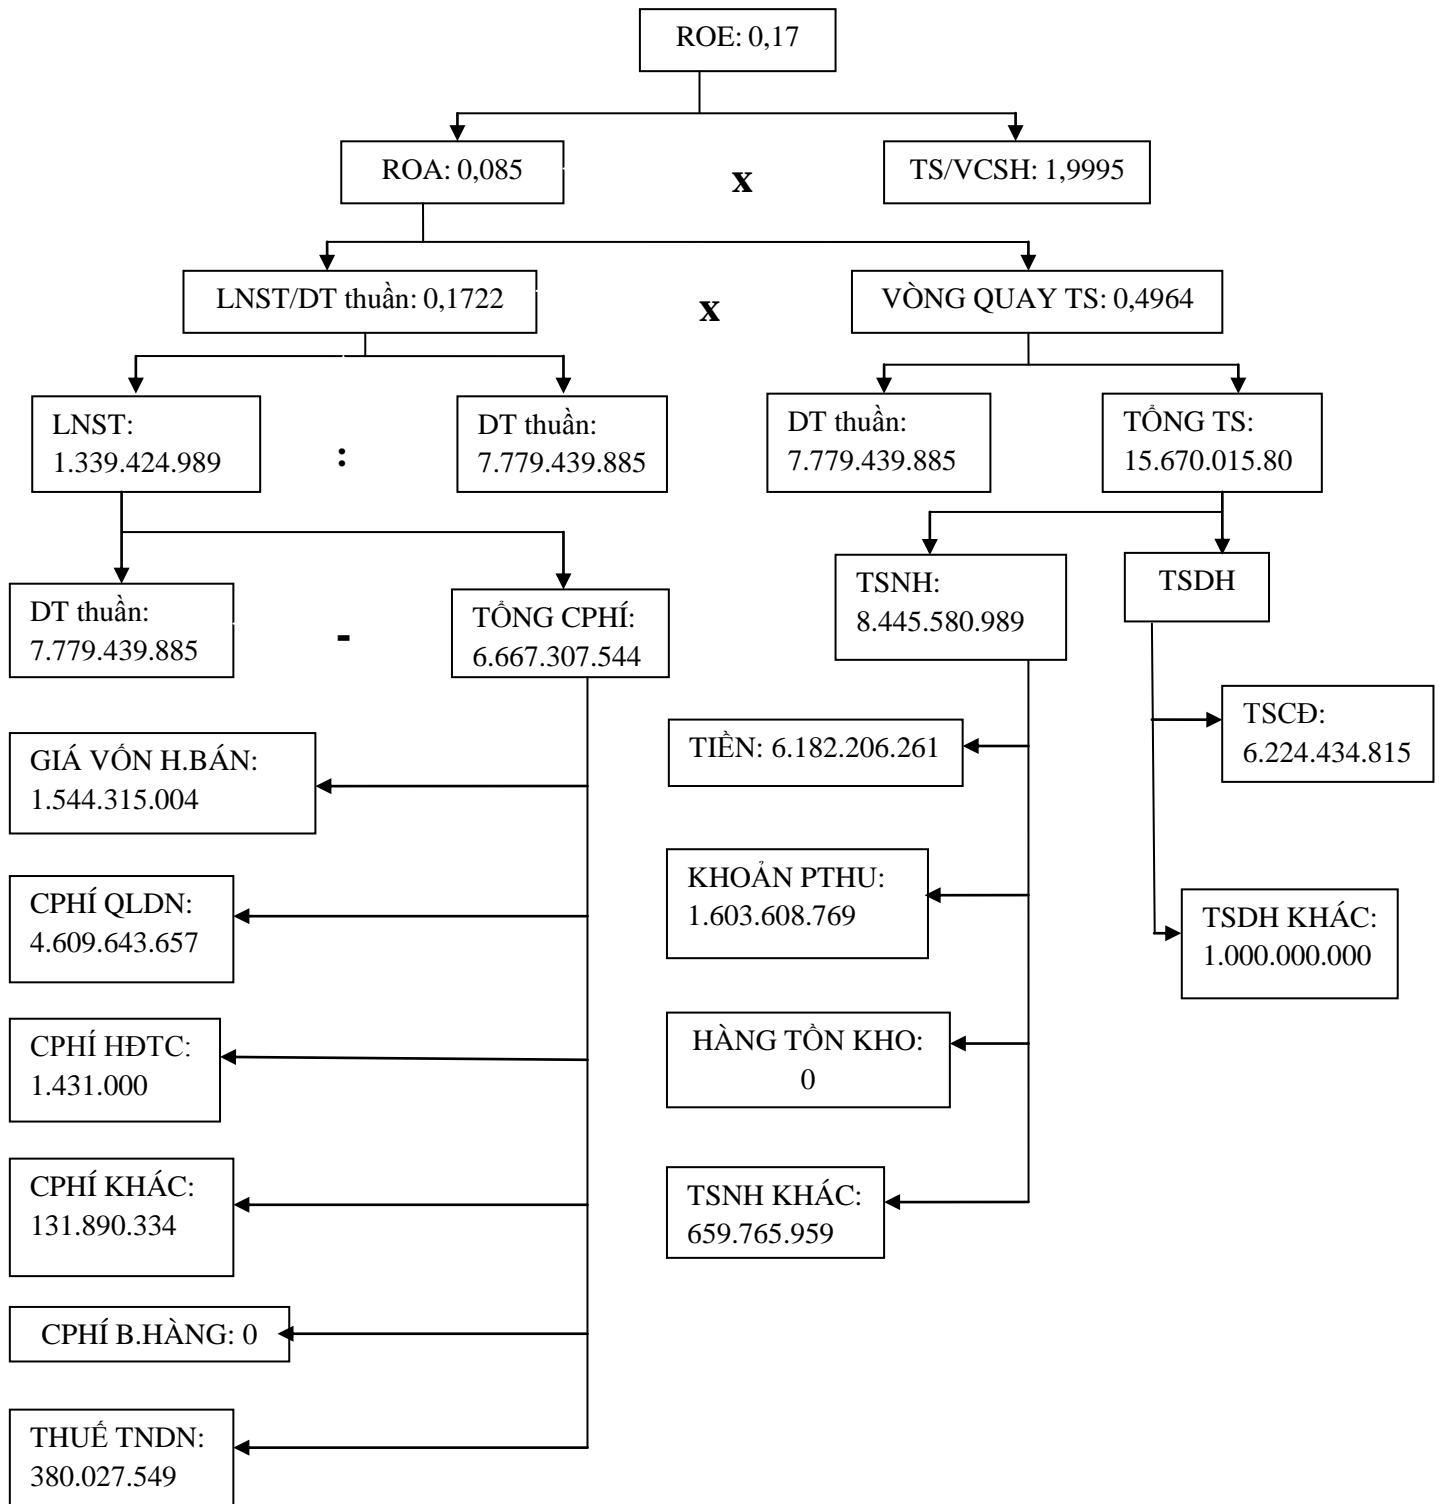 ROE: 0,17
ROA: 0,085
x
TS/VCSH: 1,9995
LNST/DT thuần: 0,1722
x
VÒNG QUAY TS: 0,4964
LNST:
1.339.424.989
:
DT thuần:
7.779.439.885
DT thuần:
7.779.439.885
TỔNG TS:
15.670.015.80
DT thuần:
7.779.439.885
-
TỔNG CPHÍ:
6.667.307.544
TSNH:
8.445.580.989
TSDH
GIÁ VỐN H.BÁN:
1.544.315.004
TIỀN: 6.182.206.261
TSCĐ:
6.224.434.815
CPHÍ QLDN:
4.609.643.657
KHOẢN PTHU:
1.603.608.769
TSDH KHÁC:
1.000.000.000
CPHÍ HĐTC:
1.431.000
HÀNG TỒN KHO:
0
CPHÍ KHÁC:
131.890.334
TSNH KHÁC:
659.765.959
CPHÍ B.HÀNG: 0
THUẾ TNDN:
380.027.549